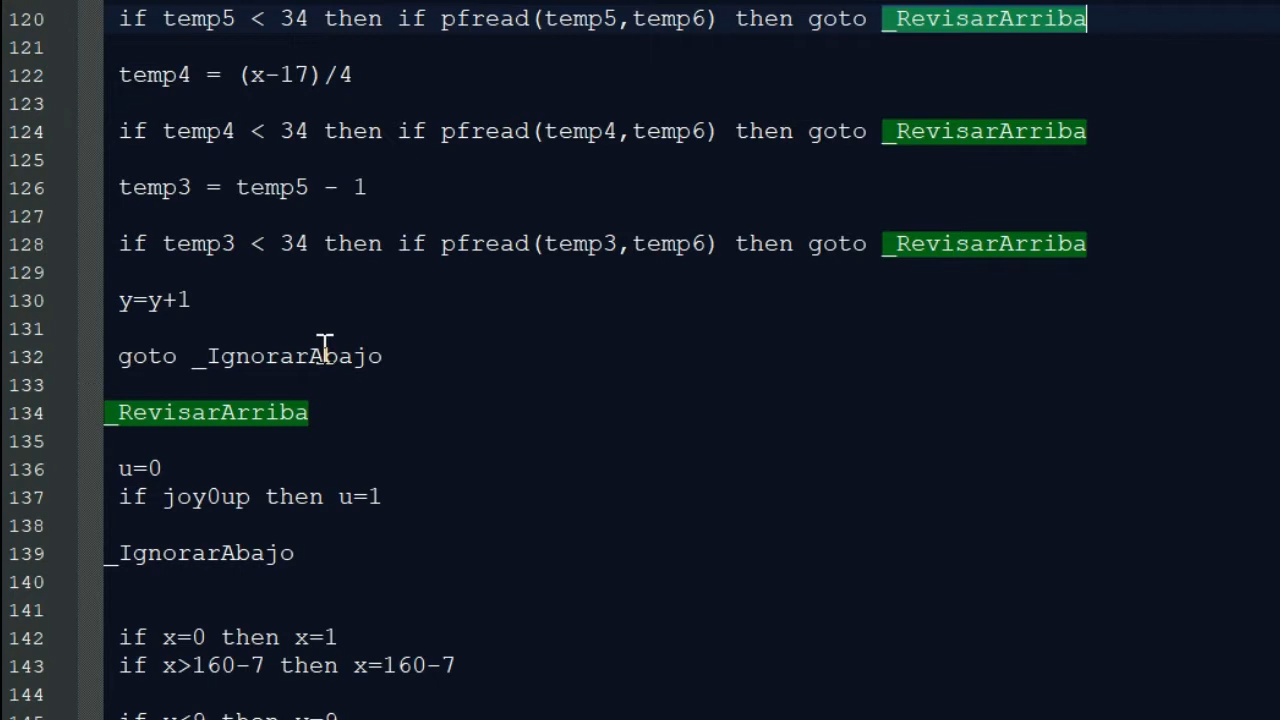 120 if temp5 < 34 then if pfread(temp5,temp6) then goto _RevisarArriba
121
122 temp4 = (x-17)/4
123
124 if temp4 < 34 then if pfread(temp4,temp6) then goto _RevisarArriba
125
126 temp3 = temp5 - 1
127
128 if temp3 < 34 then if pfread(temp3,temp6) then goto _RevisarArriba
129
130 y=y+1
131
132 goto _IgnorarAbajo
133
134 _RevisarArriba
135
136 u=0
137 if joy0up then u=1
138
139 _IgnorarAbajo
140
141
142 if x=0 then x=1
143 if x>160-7 then x=160-7
144